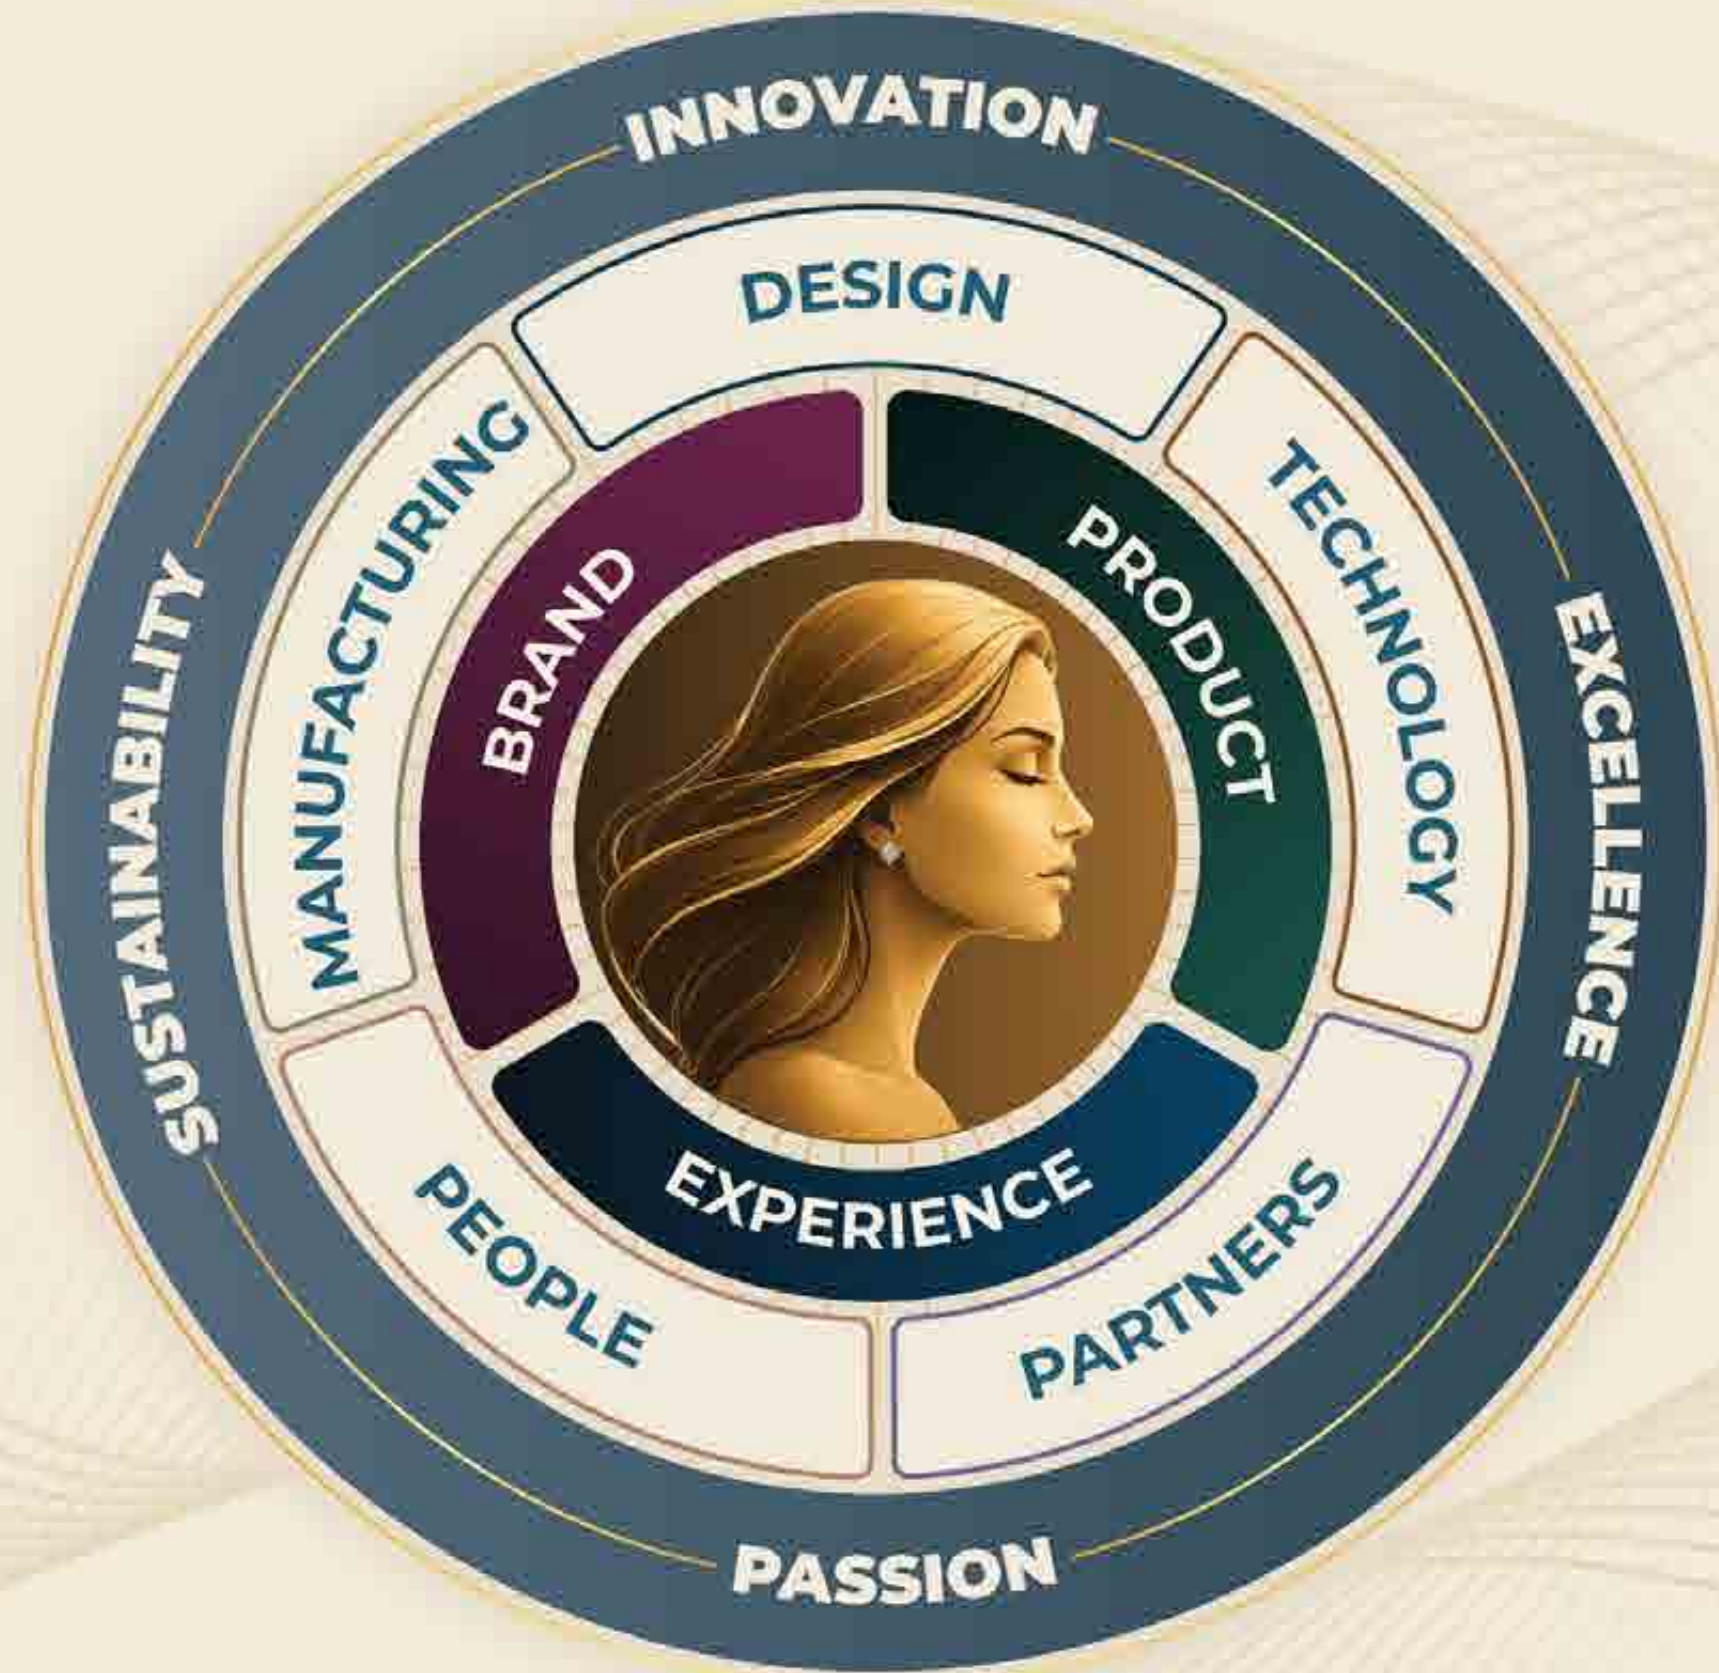 INNOVATION
EXCELLENCE
PASSION
SUSTAINABILITY
DESIGN
TECHNOLOGY
PARTNERS
PEOPLE
MANUFACTURING
BRAND
PRODUCT
EXPERIENCE